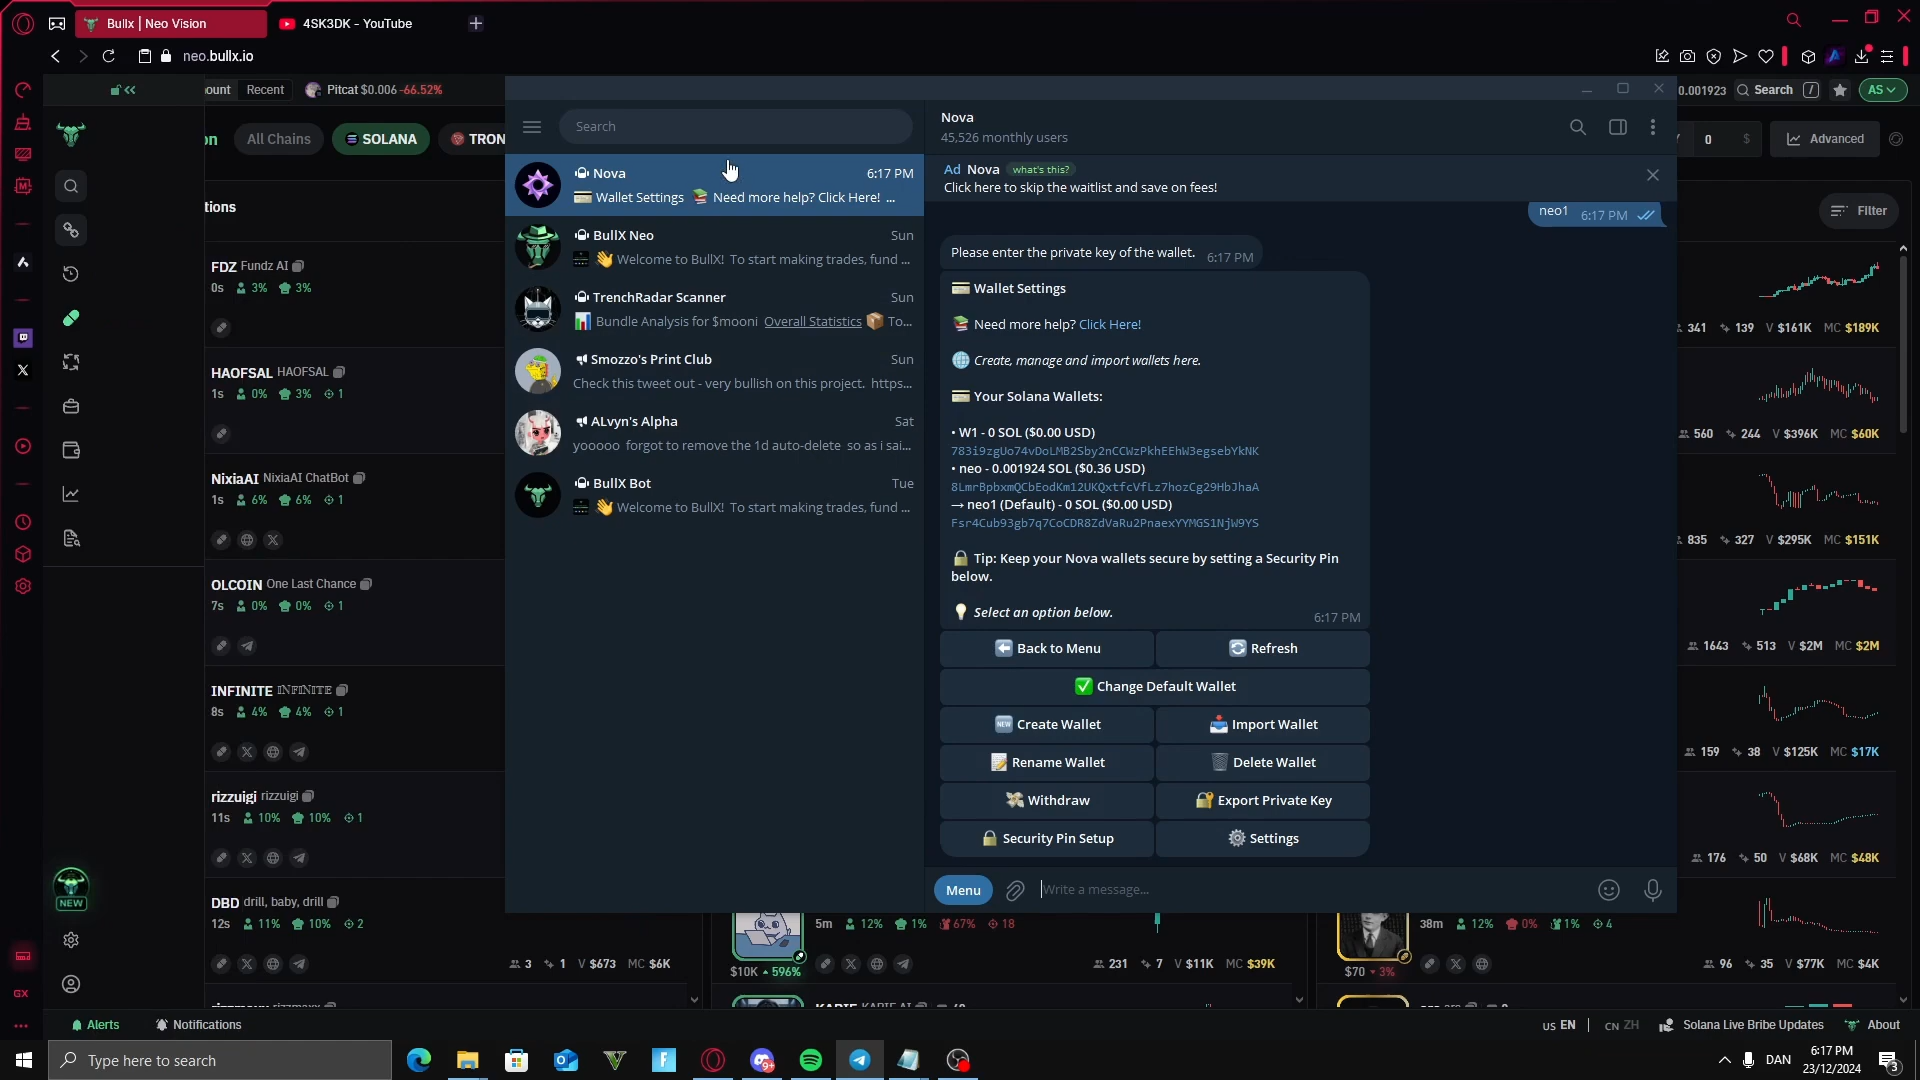 Bullx | Neo Vision
4SK3DK - YouTube
neo.bullx.io
ount
Recent
Pitcat $0.006 -66.52%
0.001923
Search
/
AS
on
All Chains
SOLANA
TRON
0
$
Advanced
tions
Filter
FDZ Fundz AI
0s 3% 3%
HAOFSAL HAOFSAL
1s 0% 3% 1
NixiaAI NixiaAI ChatBot
1s 6% 6% 1
OLCOIN One Last Chance
7s 0% 0% 1
INFINITE INFINITE
8s 4% 4% 1
rizzuigi rizzuigi
11s 10% 10% 1
DBD drill, baby, drill
12s 11% 10% 2
3 1 V $673 MC $6K
NEW
GX
Search
Nova 6:17 PM
Wallet Settings 📚 Need more help? Click Here! ...
BullX Neo Sun
👋 Welcome to BullX! To start making trades, fund ...
TrenchRadar Scanner Sun
📊 Bundle Analysis for $mooni Overall Statistics 📦 To...
Smozzo's Print Club Sun
Check this tweet out - very bullish on this project. https...
ALvyn's Alpha Sat
yooooo forgot to remove the 1d auto-delete so as i sai...
BullX Bot Tue
👋 Welcome to BullX! To start making trades, fund ...
Nova
45,526 monthly users
Ad Nova what's this?
Click here to skip the waitlist and save on fees!
neo1 6:17 PM
Please enter the private key of the wallet. 6:17 PM
💳 Wallet Settings
📚 Need more help? Click Here!
🌐 Create, manage and import wallets here.
💳 Your Solana Wallets:
• W1 - 0 SOL ($0.00 USD)
783i9zgUo74vDoLMB2Sby2nCCWzPkhEEhW3egsebYkNK
• neo - 0.001924 SOL ($0.36 USD)
8LmrBpbxmQCbEodKm12UKQxtfcVfLz7hozCg29HbJhaA
→ neo1 (Default) - 0 SOL ($0.00 USD)
Fsr4Cub93gb7q7CoCDR8ZdVaRu2PnaexYYMGS1NjW9YS
🔒 Tip: Keep your Nova wallets secure by setting a Security Pin
below.
💡 Select an option below. 6:17 PM
Back to Menu
Refresh
Change Default Wallet
Create Wallet
Import Wallet
Rename Wallet
Delete Wallet
Withdraw
Export Private Key
Security Pin Setup
Settings
Menu
Write a message...
341 139 V $161K MC $189K
560 244 V $396K MC $60K
835 327 V $295K MC $151K
1643 513 V $2M MC $2M
159 38 V $125K MC $17K
176 50 V $68K MC $48K
5m 12% 1% 67% 18
$10K 596%
231 7 V $11K MC $39K
38m 12% 0% 1% 4
$70 3%
96 35 V $77K MC $4K
Alerts
Notifications
US EN
CN ZH
Solana Live Bribe Updates
About
Type here to search
9+
DAN
6:17 PM
23/12/2024
3